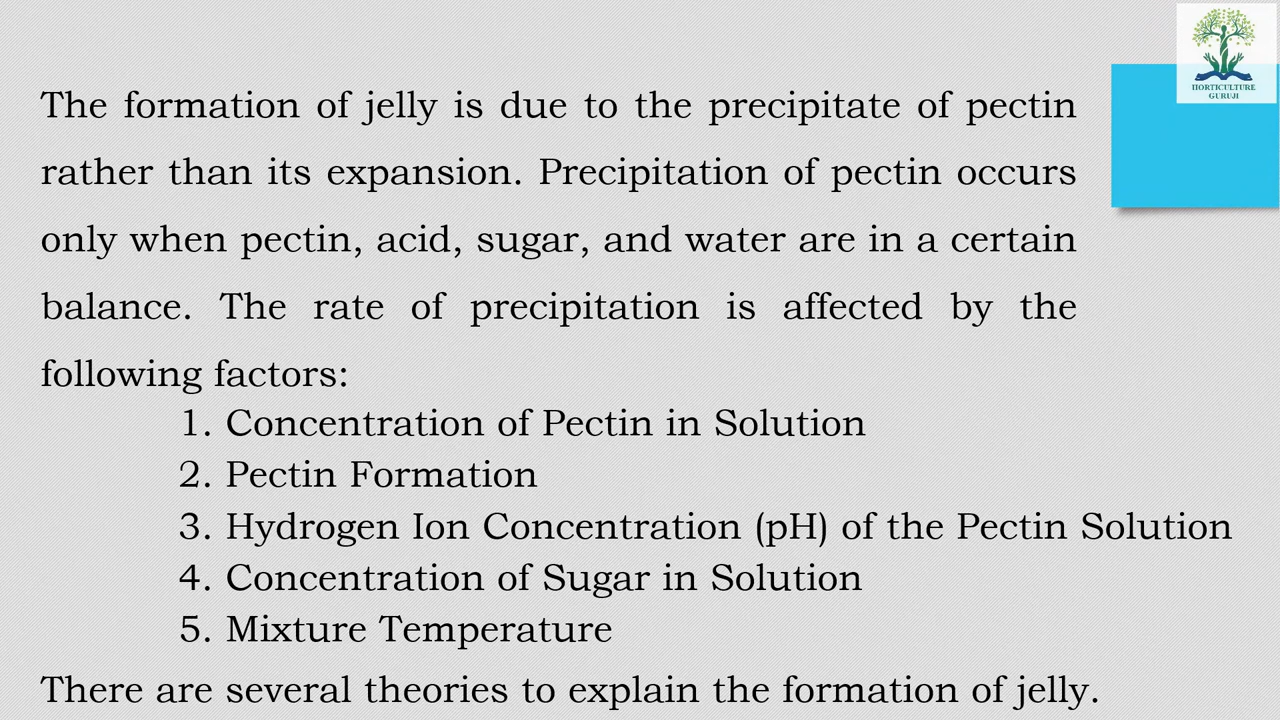 HORTICULTURE
GURUJI
The formation of jelly is due to the precipitate of pectin
rather than its expansion. Precipitation of pectin occurs
only when pectin, acid, sugar, and water are in a certain
balance. The rate of precipitation is affected by the
following factors:
1. Concentration of Pectin in Solution
2. Pectin Formation
3. Hydrogen Ion Concentration (pH) of the Pectin Solution
4. Concentration of Sugar in Solution
5. Mixture Temperature
There are several theories to explain the formation of jelly.